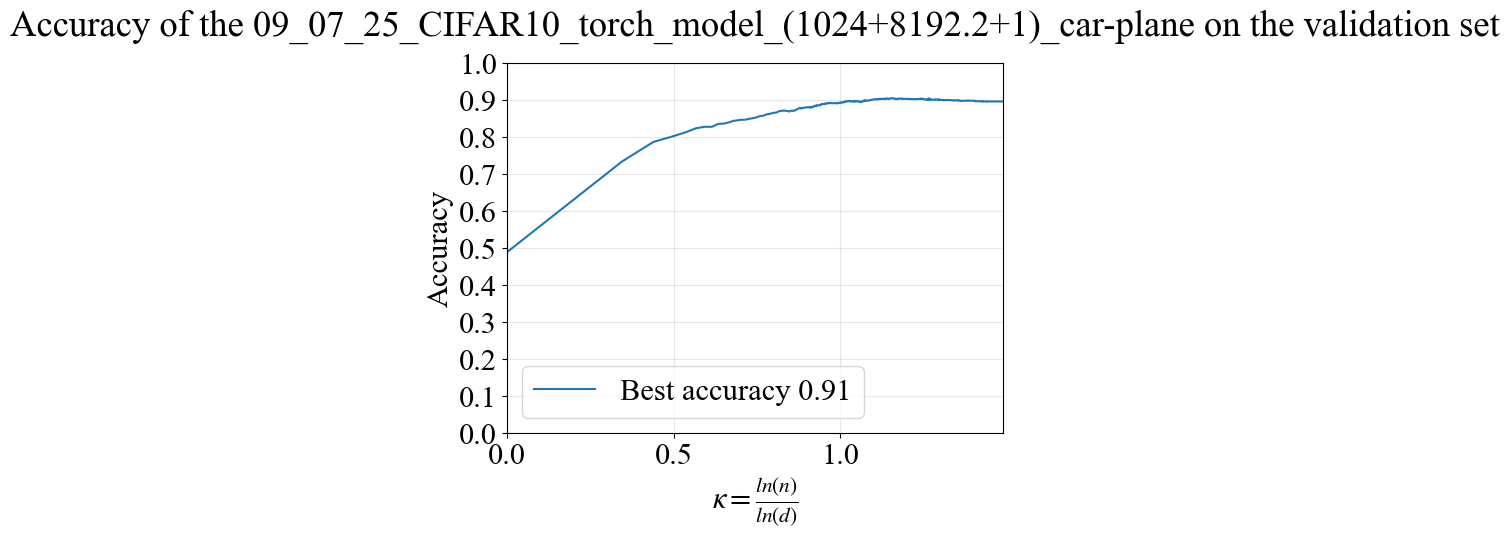 Accuracy of the 09_07_25_CIFAR10_torch_model_(1024+8192.2+1)_car-plane on the validation set
1.0
0.9
0.8
0.7
0.6
0.5
0.4
0.3
0.2
0.1
0.0
Accuracy
Best accuracy 0.91
0.0 0.5 1.0
κ = ln(n) / ln(d)